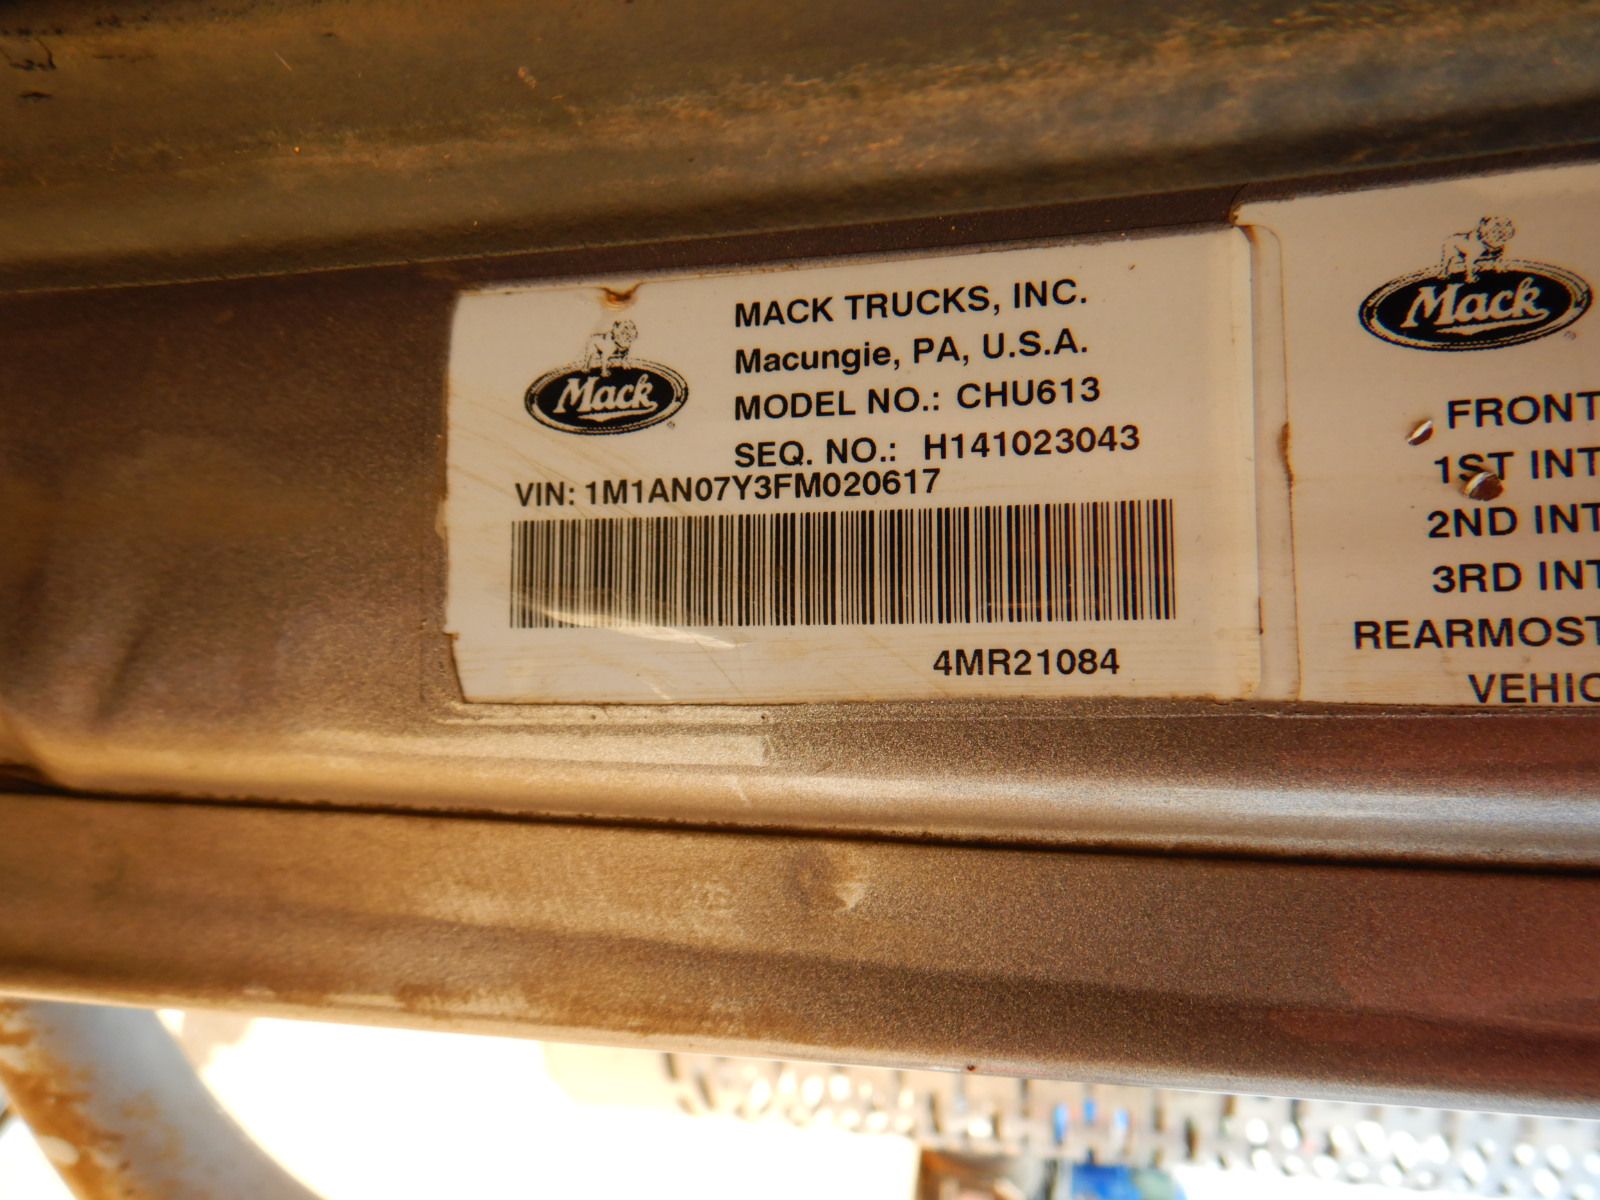 Mack
MACK TRUCKS, INC.
Macungie, PA, U.S.A.
MODEL NO.: CHU613
SEQ. NO.: H141023043
VIN: 1M1AN07Y3FM020617
4MR21084
Mack
FRONT
1ST INT
2ND INT
3RD INT
REARMOST
VEHIC